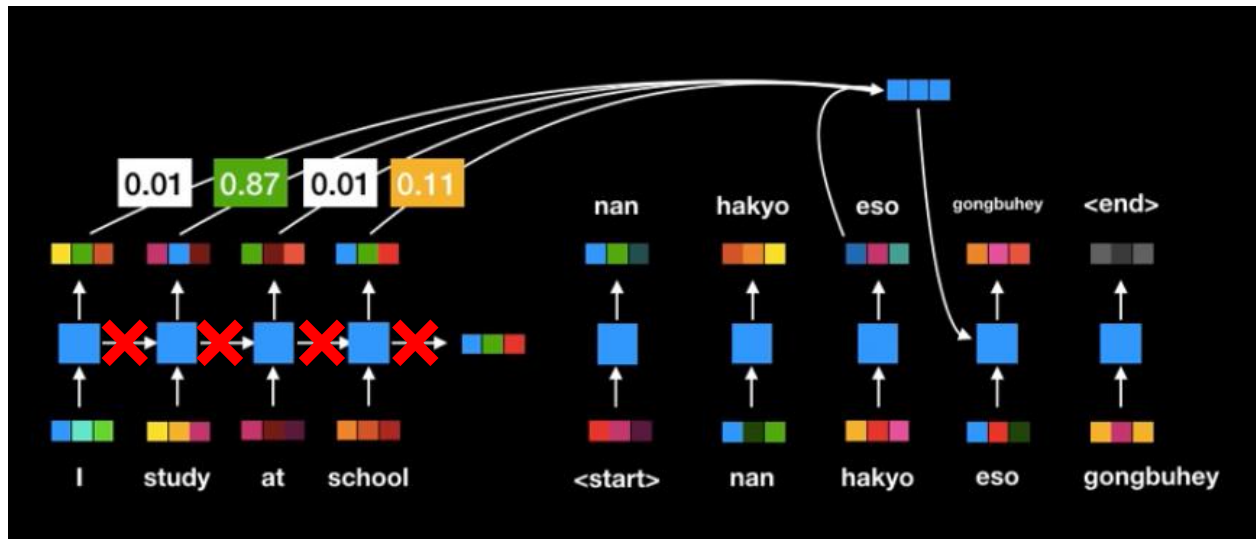 0.01 0.87 0.01 0.11
nan hakyo eso gongbuhey <end>
I study at school <start> nan hakyo eso gongbuhey